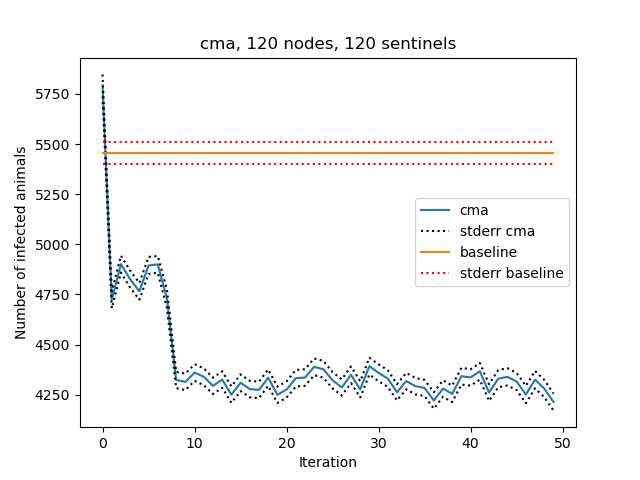 cma, 120 nodes, 120 sentinels
Number of infected animals
5750
5500
5250
5000
4750
4500
4250
cma
stderr cma
baseline
stderr baseline
0 10 20 30 40 50
Iteration